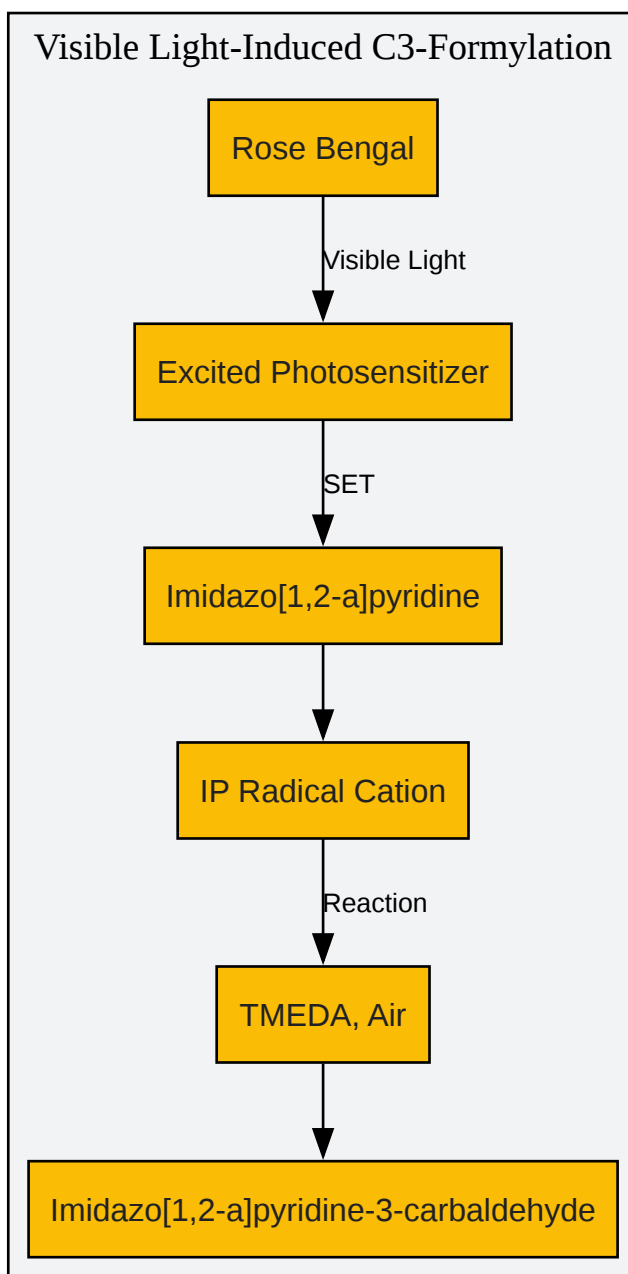 Visible Light-Induced C3-Formylation
Rose Bengal
Visible Light
Excited Photosensitizer
SET
Imidazo[1,2-a]pyridine
IP Radical Cation
Reaction
TMEDA, Air
Imidazo[1,2-a]pyridine-3-carbaldehyde